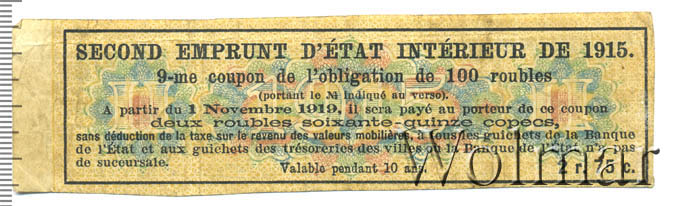 SECOND EMPRUNT D'ÉTAT INTÉRIEUR DE 1915.
9-me coupon de l'obligation de 100 roubles
(portant le № indiqué au verso).
A partir du 1 Novembre 1919, il sera payé au porteur de ce coupon
deux roubles soixante-quinze copecs,
sans déduction de la taxe sur le revenu des valeurs mobilières, à tous les guichets de la Banque
de l'État et aux guichets des trésoreries des villes où la Banque de l'État n'a pas
de succursale.
Valable pendant 10 ans.
2 r. 75 c.
Wolmar